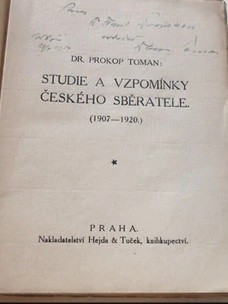 DR. PROKOP TOMAN:
STUDIE A VZPOMÍNKY
ČESKÉHO SBĚRATELE.
(1907—1920.)
PRAHA.
Nakladatelství Hejda & Tuček, knihkupectví.